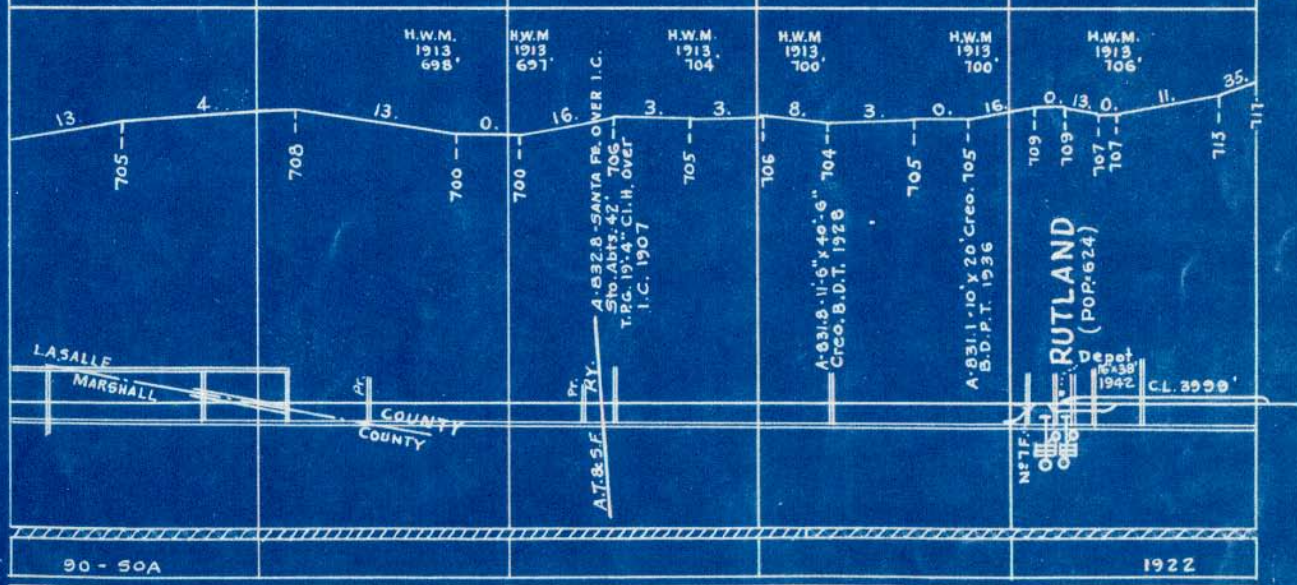 H.W.M.
1913
698'
H.W.M
1913
697'
H.W.M.
1913
704'
H.W.M
1913
700'
H.W.M
1913
700'
H.W.M
1913
706'
13.
4.
13.
0.
16.
3.
3.
8.
3.
0.
16.
0.
13.
0.
11.
35.
705
708
700
700
706
705
706
704
705
705
709
709
707
707
713
717
A-832.8-SANTA FE. OVER I.C.
Sto. Abts. 42'
T.P.G. 19'-4" Cl. H. over
I.C. 1907
A-831.8-11'-6" x 40'-6"
Creo. B.D.T. 1928
A-831.1-10' x 20' Creo.
B.D.P.T. 1936
RUTLAND
(POP. 624)
Depot
16'x38'
1942
C.L. 3999'
LASALLE
MARSHALL
COUNTY
COUNTY
Pr.
Pr.
A.T.&S.F. RY.
No 7 F.
90-50A
1922